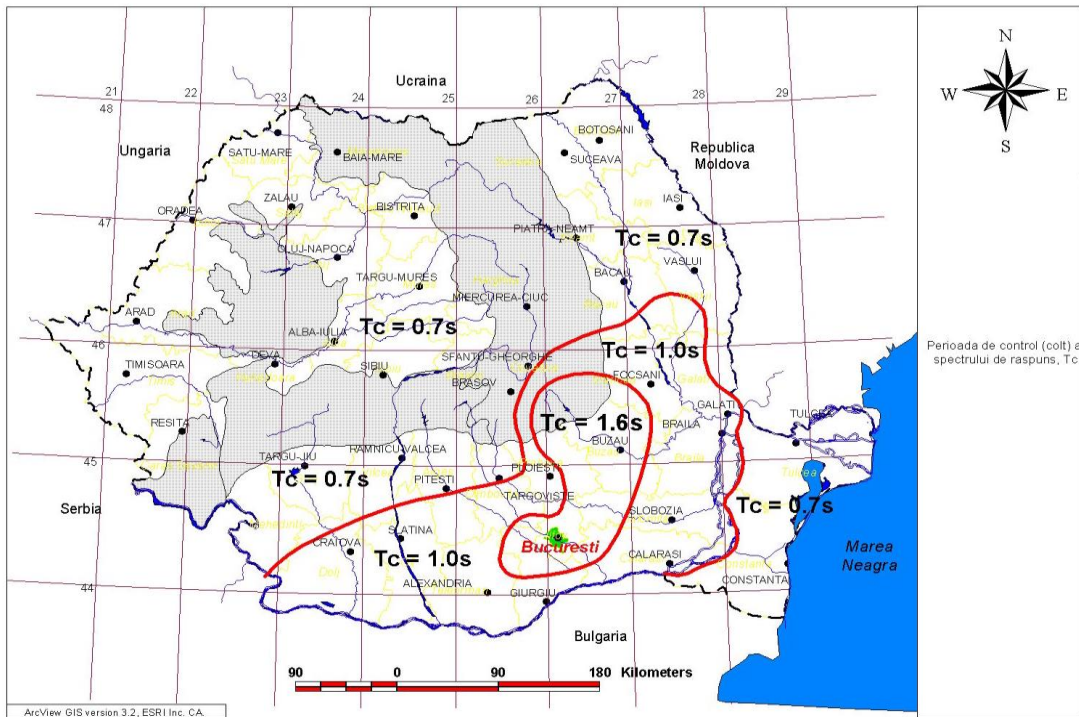 N
W E
S
Ucraina
21 22 23 24 25 26 27 28 29
48
BOTOSANI
Republica
Moldova
Ungaria
SATU-MARE
BAIA-MARE
SUCEAVA
ZALAU
ORADEA
BISTRITA
IASI
47
CLUJ-NAPOCA
PIATRA-NEAMT
Tc = 0.7s
TARGU-MURES
BACAU
VASLUI
MIERCUREA-CIUC
ARAD
ALBA-IULIA
Tc = 0.7s
46
Tc = 1.0s
Perioada de control (colt) a
spectrului de raspuns, Tc
DEVA
SFANTU-GHEORGHE
TIMISOARA
SIBIU
BRASOV
FOCSANI
GALATI
TULCEA
RESITA
Tc = 1.6s
BRAILA
BUZAU
RAMNICU-VALCEA
45
TARGU-JIU
Tc = 0.7s
PITESTI
PLOIESTI
TARGOVISTE
Tc = 0.7s
Serbia
SLOBOZIA
SLATINA
CRAIOVA
Bucuresti
Tc = 1.0s
CALARASI
Marea
Neagra
ALEXANDRIA
CONSTANTA
44
GIURGIU
Bulgaria
90 0 90 180 Kilometers
ArcView GIS version 3.2, ESRI Inc. CA.